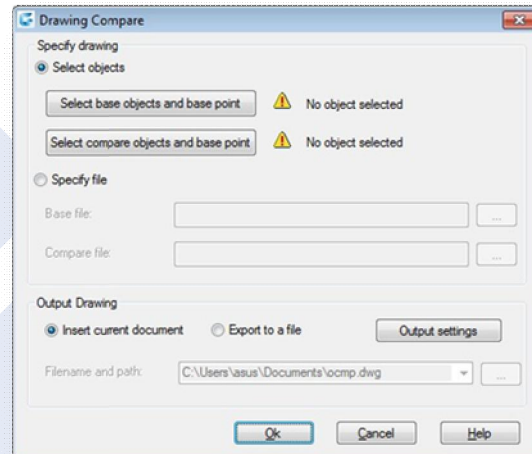 Drawing Compare
Specify drawing
Select objects
Select base objects and base point No object selected
Select compare objects and base point No object selected
Specify file
Base file: ...
Compare file: ...
Output Drawing
Insert current document Export to a file Output settings
Filename and path: C:\Users\asus\Documents\ocmp.dwg ...
Ok Cancel Help